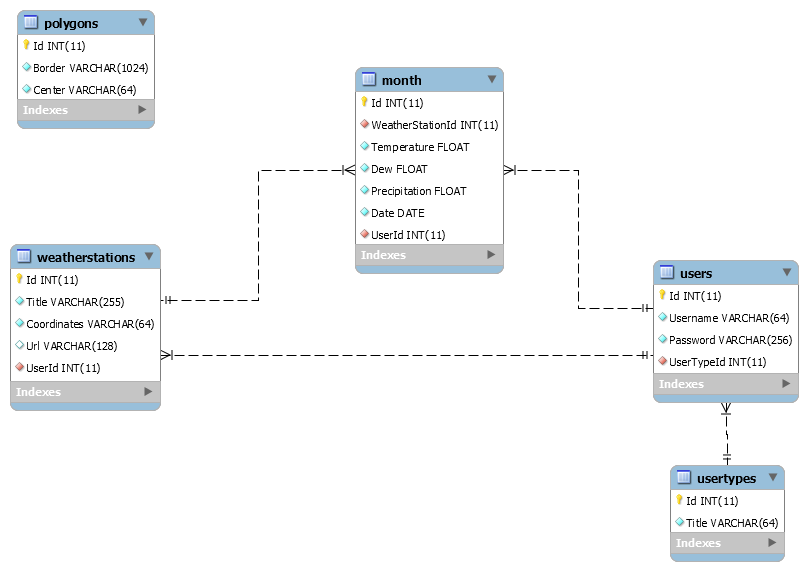 polygons
Id INT(11)
Border VARCHAR(1024)
Center VARCHAR(64)
Indexes
month
Id INT(11)
WeatherStationId INT(11)
Temperature FLOAT
Dew FLOAT
Precipitation FLOAT
Date DATE
UserId INT(11)
Indexes
weatherstations
Id INT(11)
Title VARCHAR(255)
Coordinates VARCHAR(64)
Url VARCHAR(128)
UserId INT(11)
Indexes
users
Id INT(11)
Username VARCHAR(64)
Password VARCHAR(256)
UserTypeId INT(11)
Indexes
usertypes
Id INT(11)
Title VARCHAR(64)
Indexes